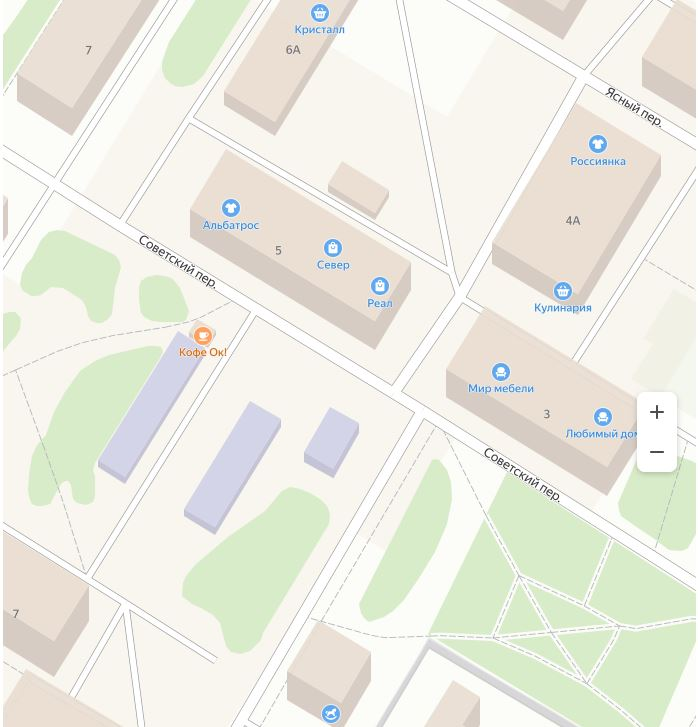 Кристалл
6А
7
Ясный пер.
Россиянка
4А
Альбатрос
5
Север
Советский пер.
Реал
Кулинария
Кофе Ок!
Мир мебели
3
Любимый дом
+
−
Советский пер.
7